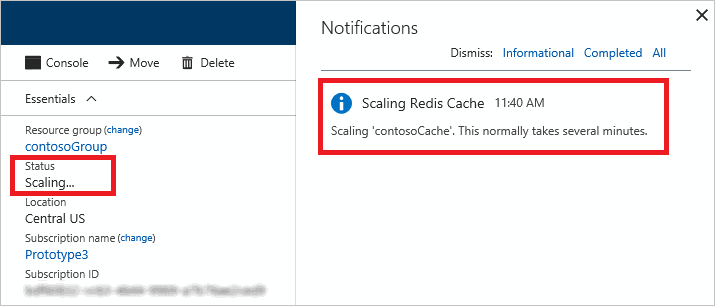 Notifications
Dismiss: Informational Completed All
Console Move Delete
Essentials
Scaling Redis Cache 11:40 AM
Scaling 'contosoCache'. This normally takes several minutes.
Resource group (change)
contosoGroup
Status
Scaling...
Location
Central US
Subscription name (change)
Prototype3
Subscription ID